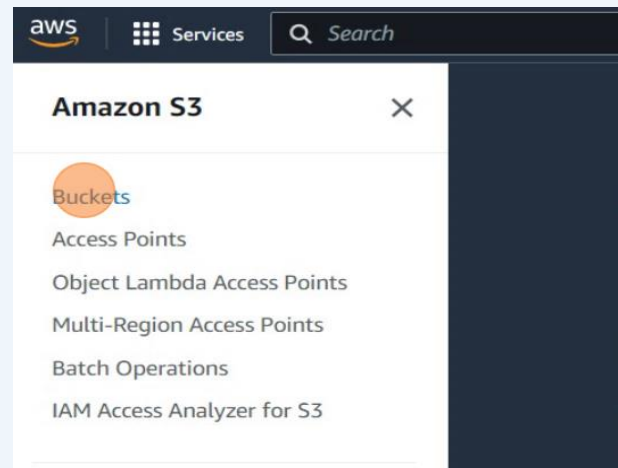 aws
Services
Search
Amazon S3
Buckets
Access Points
Object Lambda Access Points
Multi-Region Access Points
Batch Operations
IAM Access Analyzer for S3